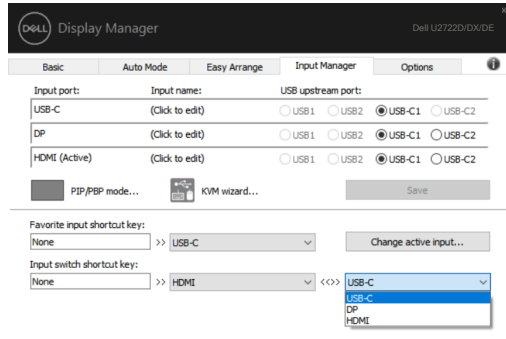 DELL Display Manager
Dell U2722D/DX/DE
x
Basic Auto Mode Easy Arrange Input Manager Options i
Input port: Input name: USB upstream port:
USB-C (Click to edit) USB1 USB2 USB-C1 USB-C2
DP (Click to edit) USB1 USB2 USB-C1 USB-C2
HDMI (Active) (Click to edit) USB1 USB2 USB-C1 USB-C2
PIP/PBP mode... KVM wizard... Save
Favorite input shortcut key:
None >> USB-C Change active input...
Input switch shortcut key:
None >> HDMI <<>> USB-C
USB-C
DP
HDMI